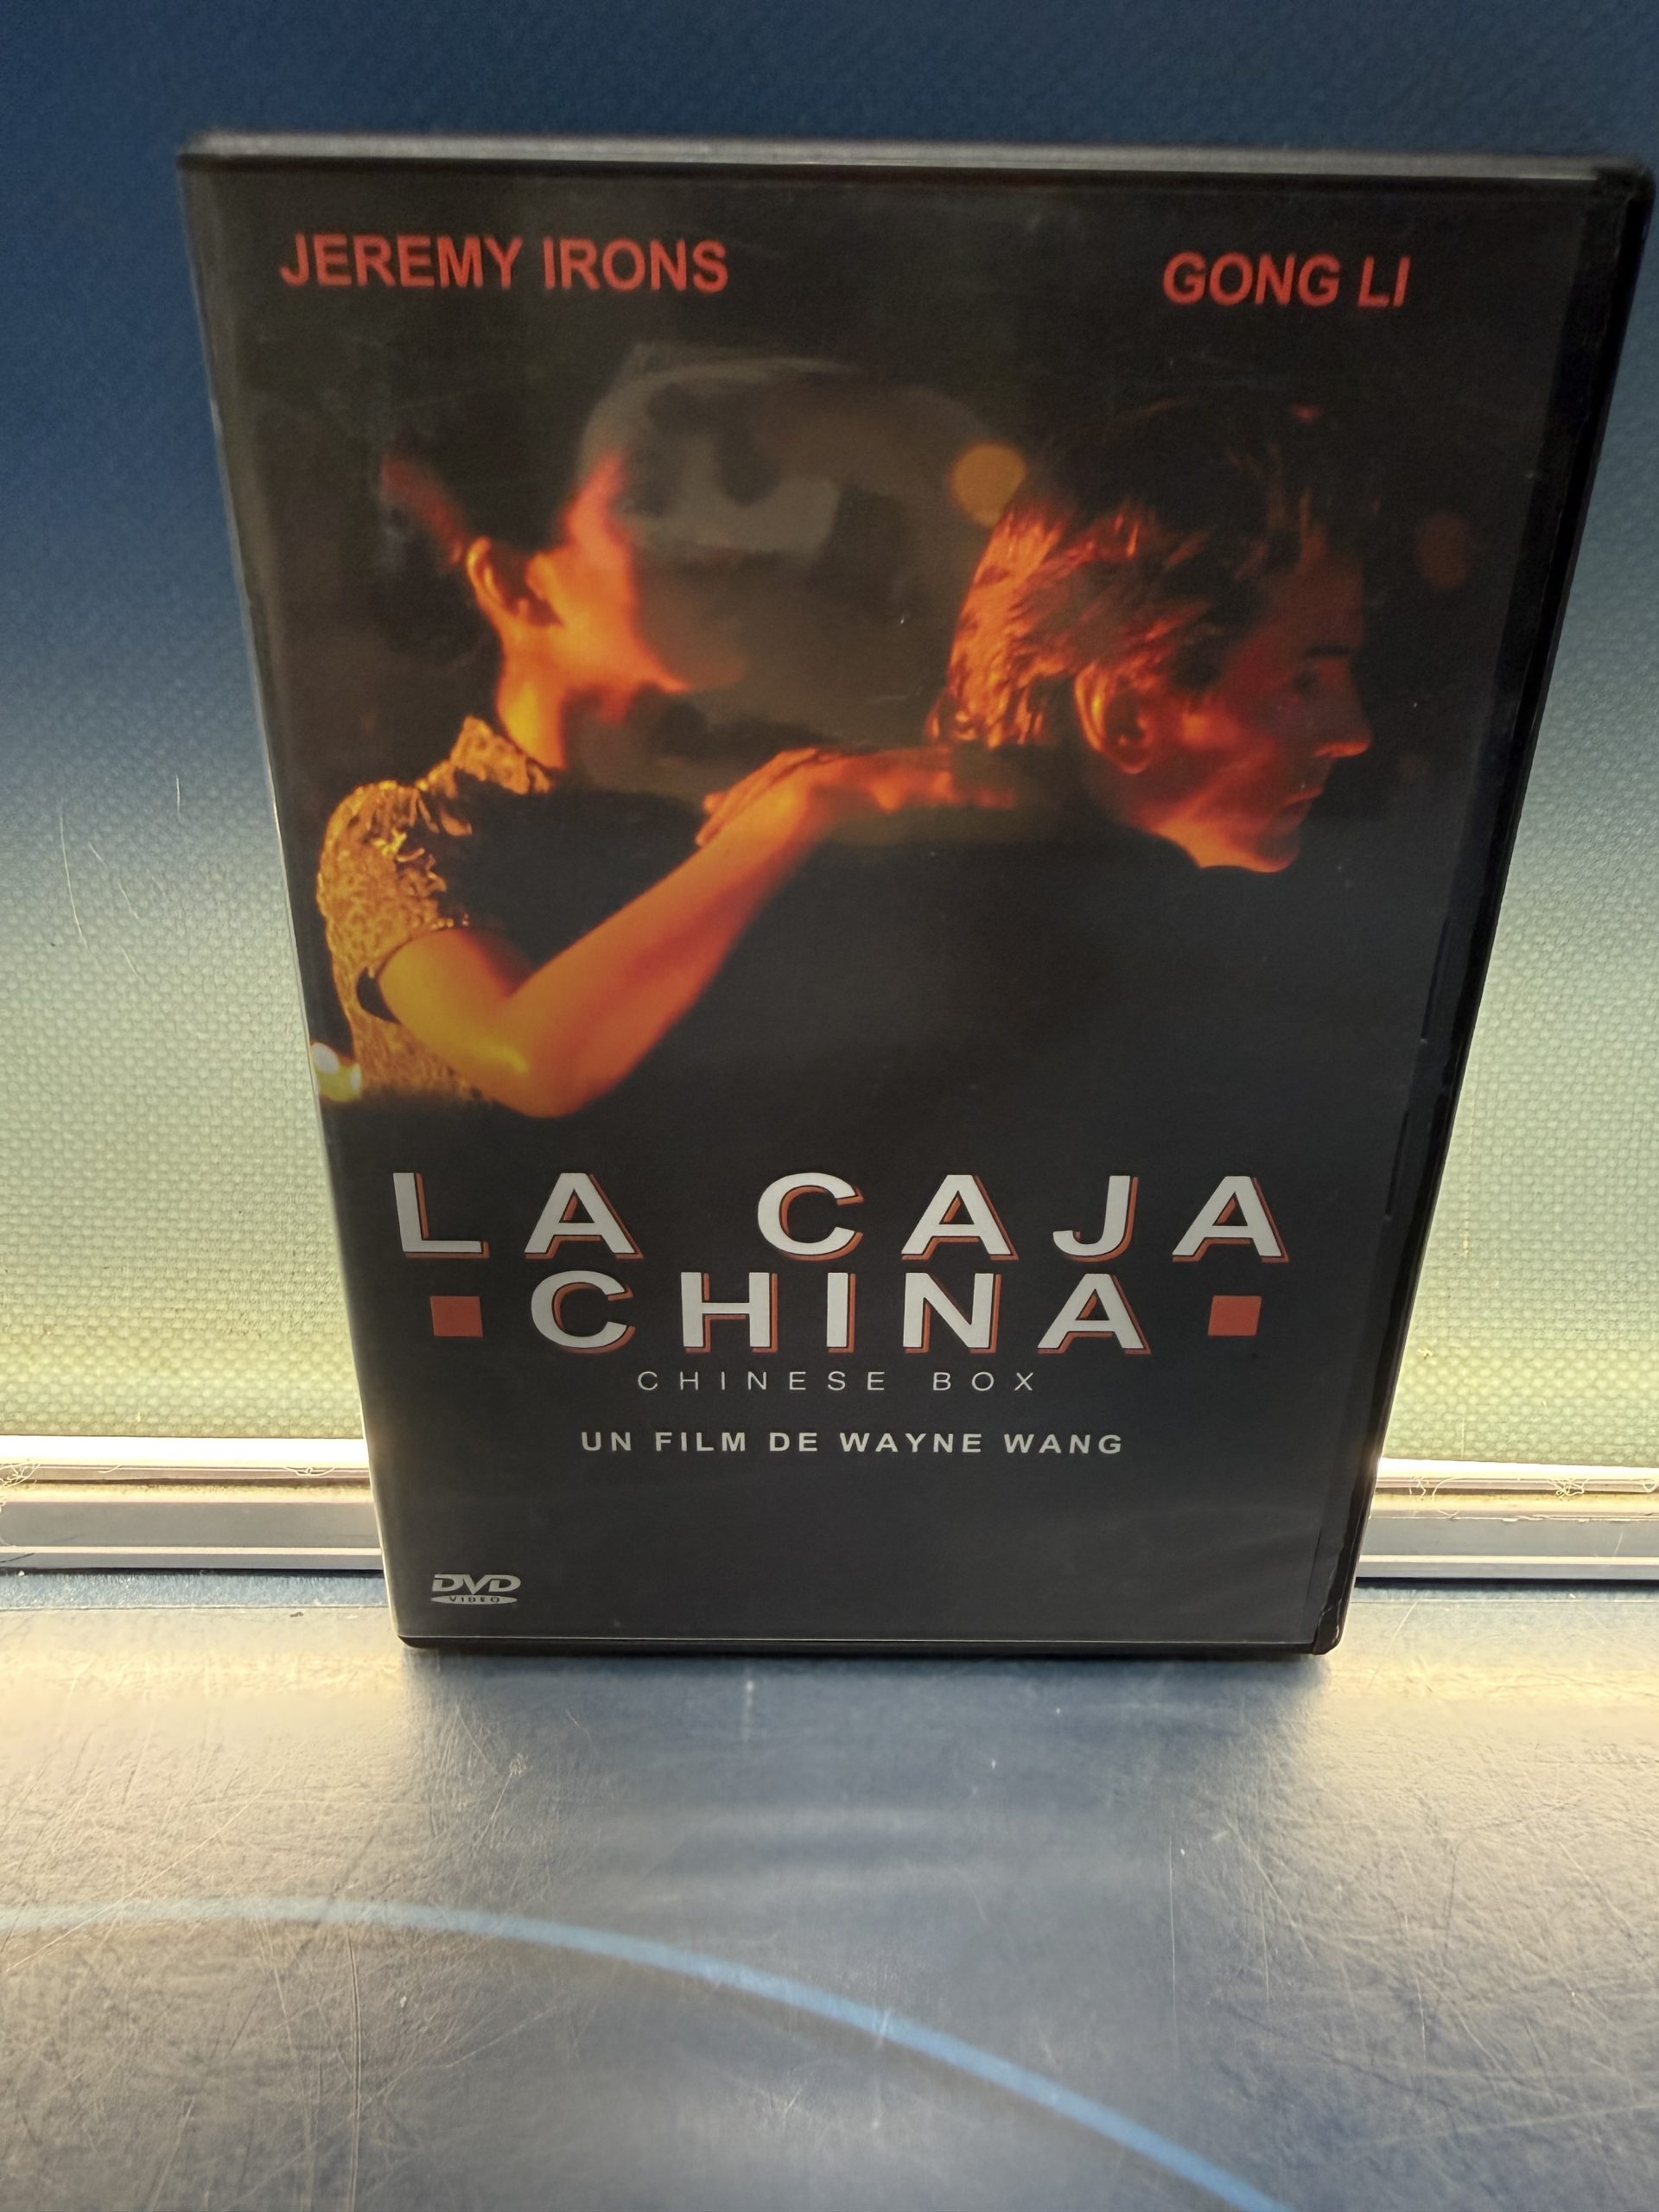 JEREMY IRONS
GONG LI
LA CAJA
CHINA
CHINESE BOX
UN FILM DE WAYNE WANG
DVD
VIDEO